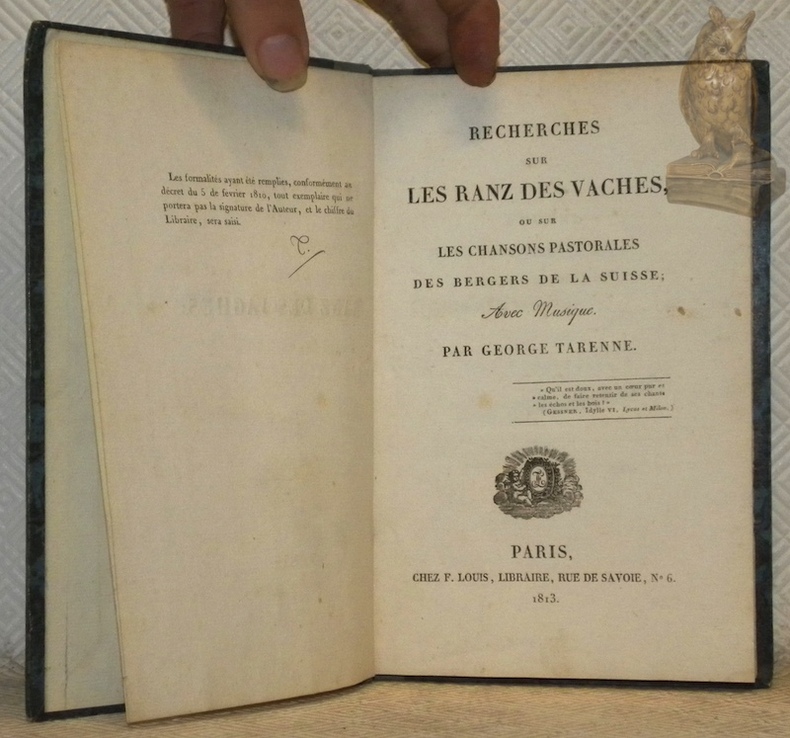 Les formalités ayant été remplies, conformément au
décret du 5 de fevrier 1810, tout exemplaire qui ne
portera pas la signature de l'Auteur, et le chiffre du
Libraire, sera saisi.
RECHERCHES
SUR
LES RANZ DES VACHES,
OU SUR
LES CHANSONS PASTORALES
DES BERGERS DE LA SUISSE;
Avec Musique.
PAR GEORGE TARENNE.
« Qu'il est doux, avec un cœur pur et
« calme, de faire retentir de ses chants
« les échos et les bois! »
(GESSNER, Idylle VI, Lycas et Milon.)
PARIS,
CHEZ F. LOUIS, LIBRAIRE, RUE DE SAVOIE, N° 6.
1813.